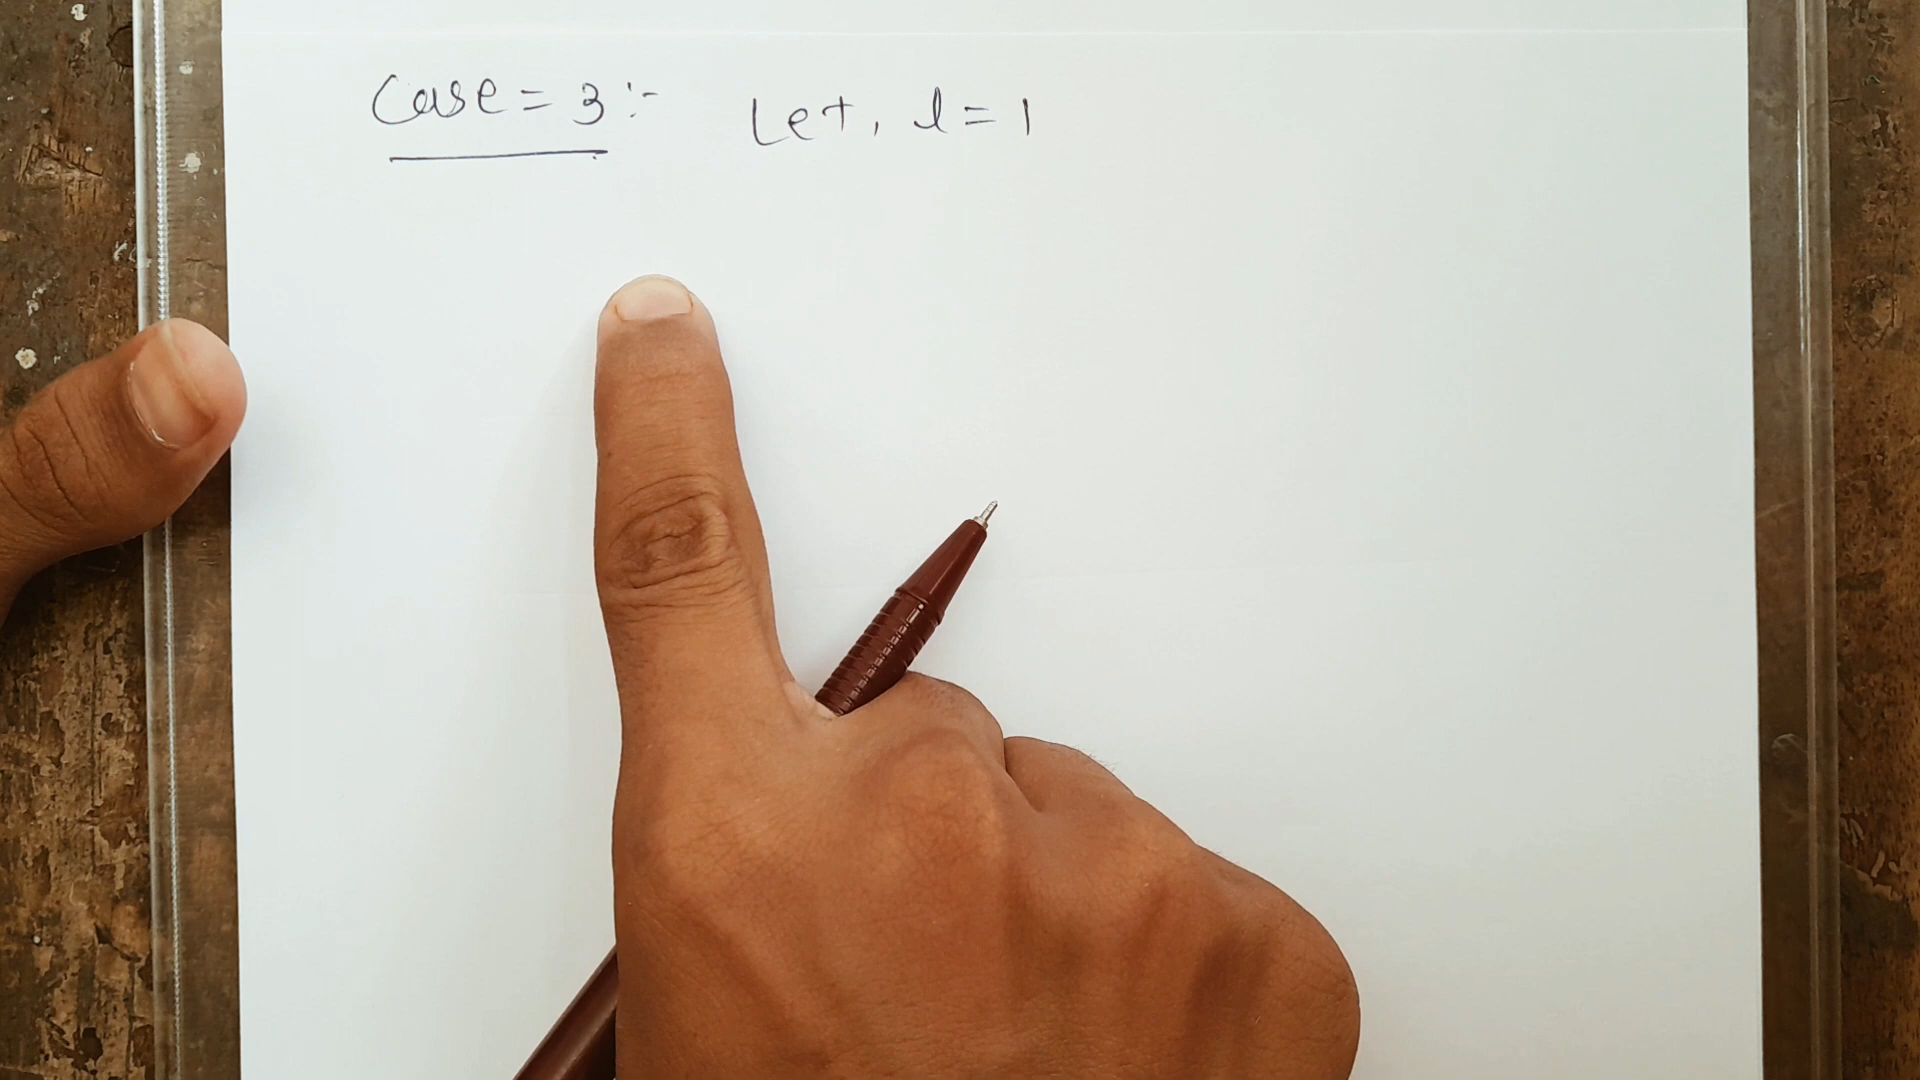 Case = 3 :- Let, l = 1